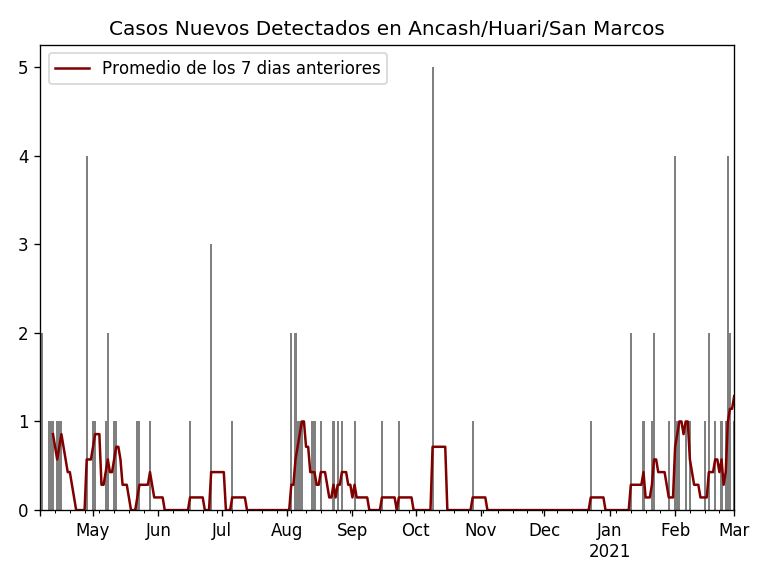 Casos Nuevos Detectados en Ancash/Huari/San Marcos
Promedio de los 7 dias anteriores
5
4
3
2
1
0
May Jun Jul Aug Sep Oct Nov Dec Jan Feb Mar
2021